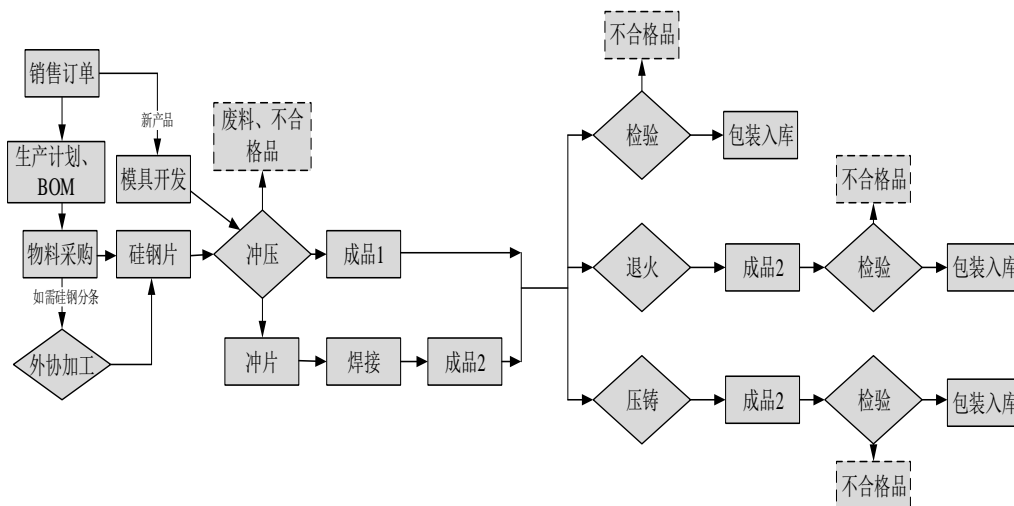 销售订单
新产品
生产计划、
BOM
模具开发
废料、不合
格品
物料采购
硅钢片
冲压
成品1
如需硅钢分条
外协加工
冲片
焊接
成品2
不合格品
检验
包装入库
不合格品
退火
成品2
检验
包装入库
压铸
成品2
检验
包装入库
不合格品